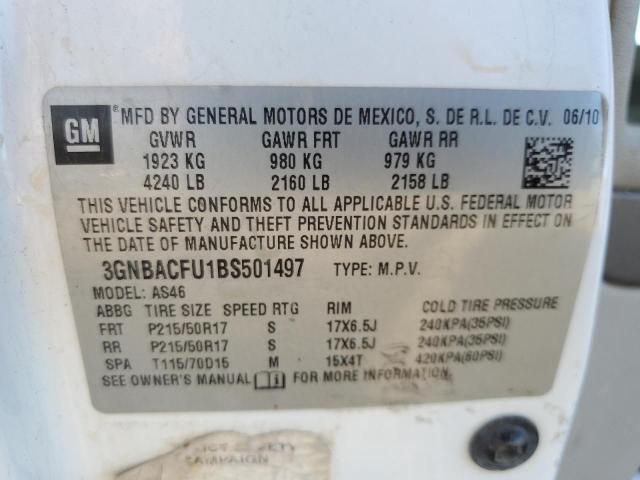 GM ® MFD BY GENERAL MOTORS DE MEXICO, S. DE R.L. DE C.V. 06/10
GVWR GAWR FRT GAWR RR
1923 KG 980 KG 979 KG
4240 LB 2160 LB 2158 LB
THIS VEHICLE CONFORMS TO ALL APPLICABLE U.S. FEDERAL MOTOR
VEHICLE SAFETY AND THEFT PREVENTION STANDARDS IN EFFECT ON
THE DATE OF MANUFACTURE SHOWN ABOVE.
3GNBACFU1BS501497 TYPE: M.P.V.
MODEL: AS46
ABBG TIRE SIZE SPEED RTG RIM COLD TIRE PRESSURE
FRT P215/50R17 S 17X6.5J 240KPA(35PSI)
RR P215/50R17 S 17X6.5J 240KPA(35PSI)
SPA T115/70D15 M 15X4T 420KPA(60PSI)
SEE OWNER'S MANUAL FOR MORE INFORMATION.
CAMPAIGN